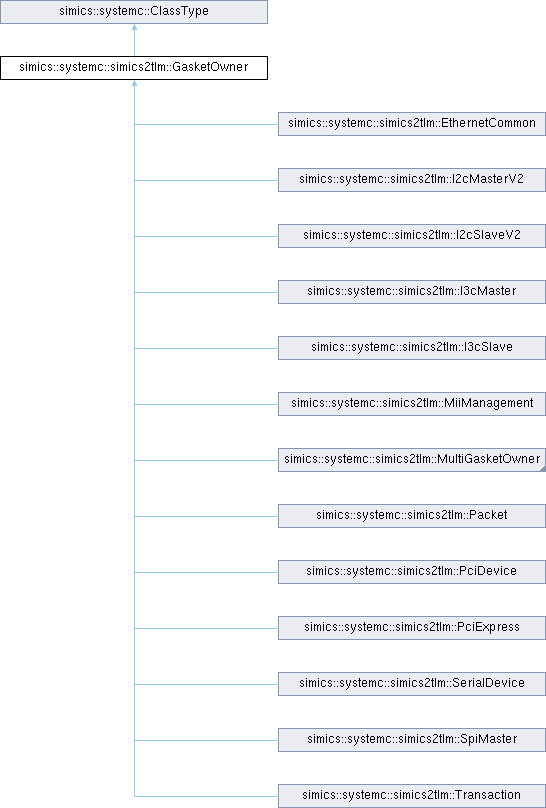 simics::systemc::ClassType
simics::systemc::simics2tlm::GasketOwner
simics::systemc::simics2tlm::EthernetCommon
simics::systemc::simics2tlm::I2cMasterV2
simics::systemc::simics2tlm::I2cSlaveV2
simics::systemc::simics2tlm::I3cMaster
simics::systemc::simics2tlm::I3cSlave
simics::systemc::simics2tlm::MiiManagement
simics::systemc::simics2tlm::MultiGasketOwner
simics::systemc::simics2tlm::Packet
simics::systemc::simics2tlm::PciDevice
simics::systemc::simics2tlm::PciExpress
simics::systemc::simics2tlm::SerialDevice
simics::systemc::simics2tlm::SpiMaster
simics::systemc::simics2tlm::Transaction